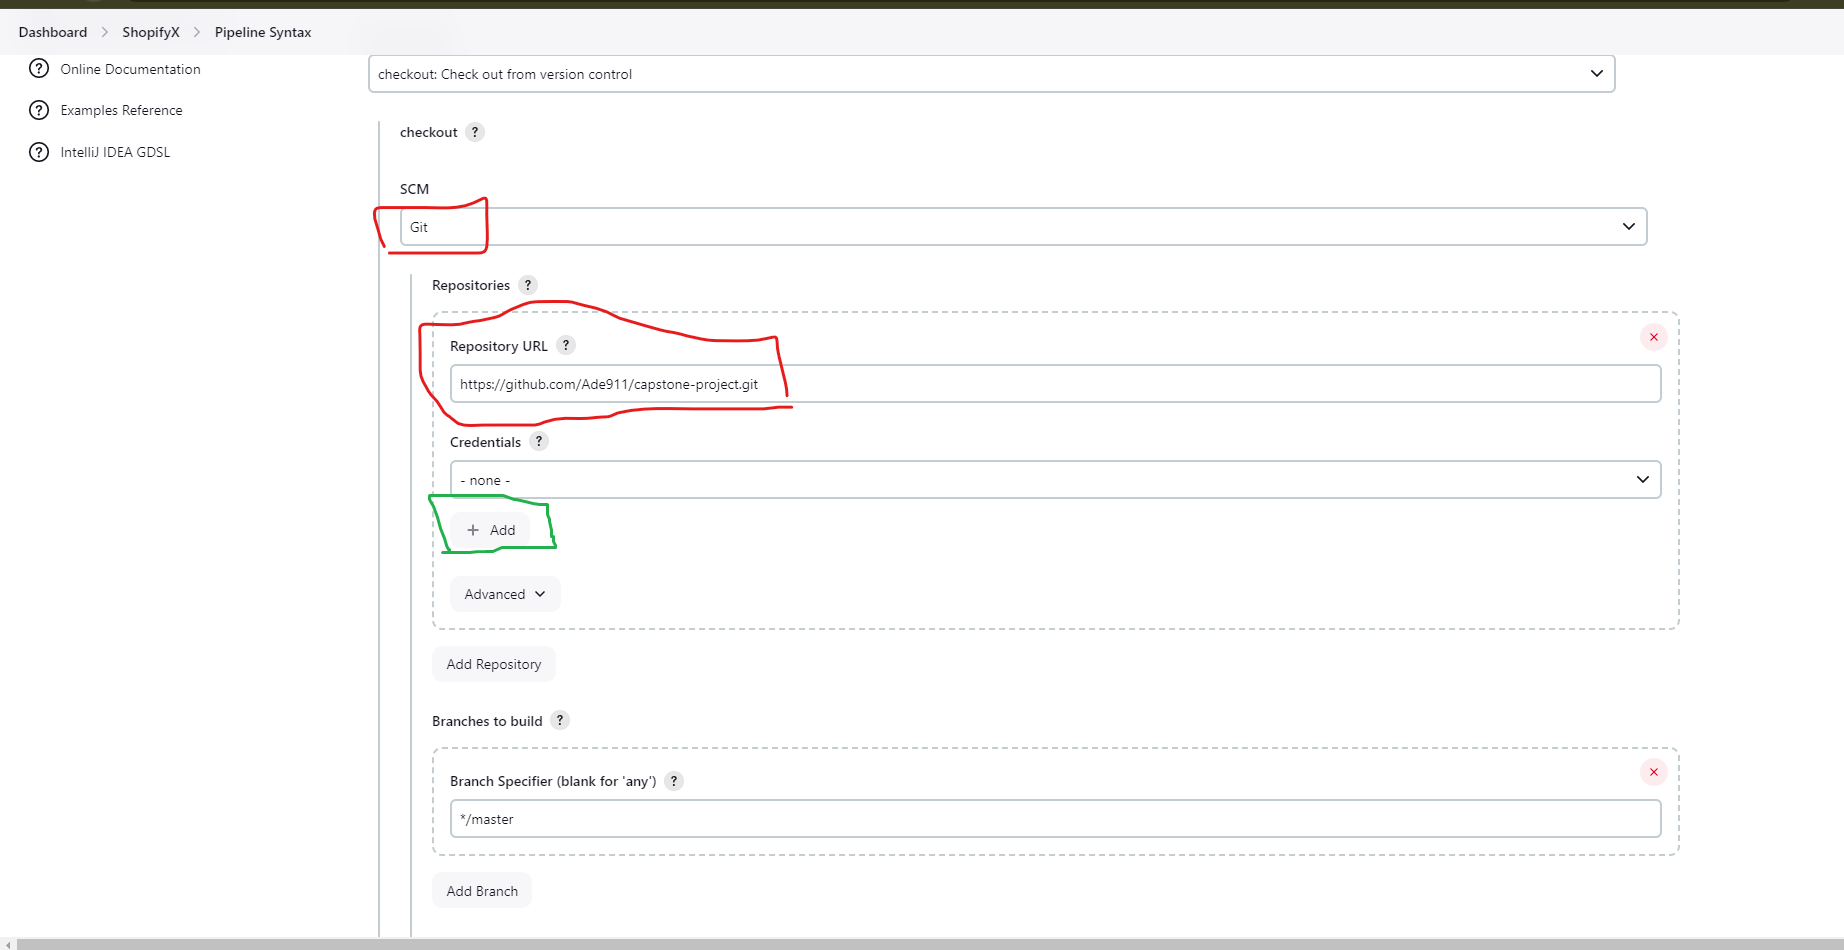 Dashboard > ShopifyX > Pipeline Syntax
? Online Documentation
checkout: Check out from version control
? Examples Reference
? IntelliJ IDEA GDSL
checkout ?
SCM
Git
Repositories ?
Repository URL ?
https://github.com/Ade911/capstone-project.git
Credentials ?
- none -
+ Add
Advanced
Add Repository
Branches to build ?
Branch Specifier (blank for 'any') ?
*/master
Add Branch